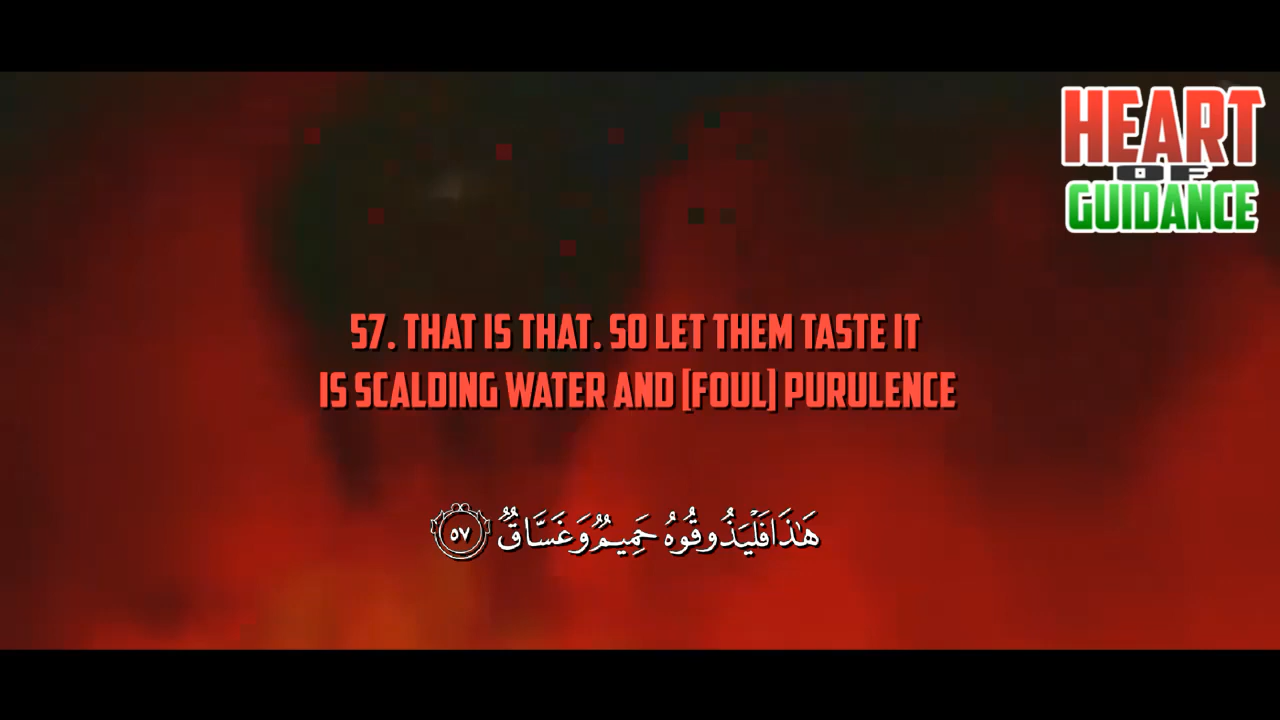 HEART
OF
GUIDANCE
57. THAT IS THAT. SO LET THEM TASTE IT
IS SCALDING WATER AND [FOUL] PURULENCE
هَٰذَا فَلْيَذُوقُوهُ حَمِيمٌ وَغَسَّاقٌ ٥٧